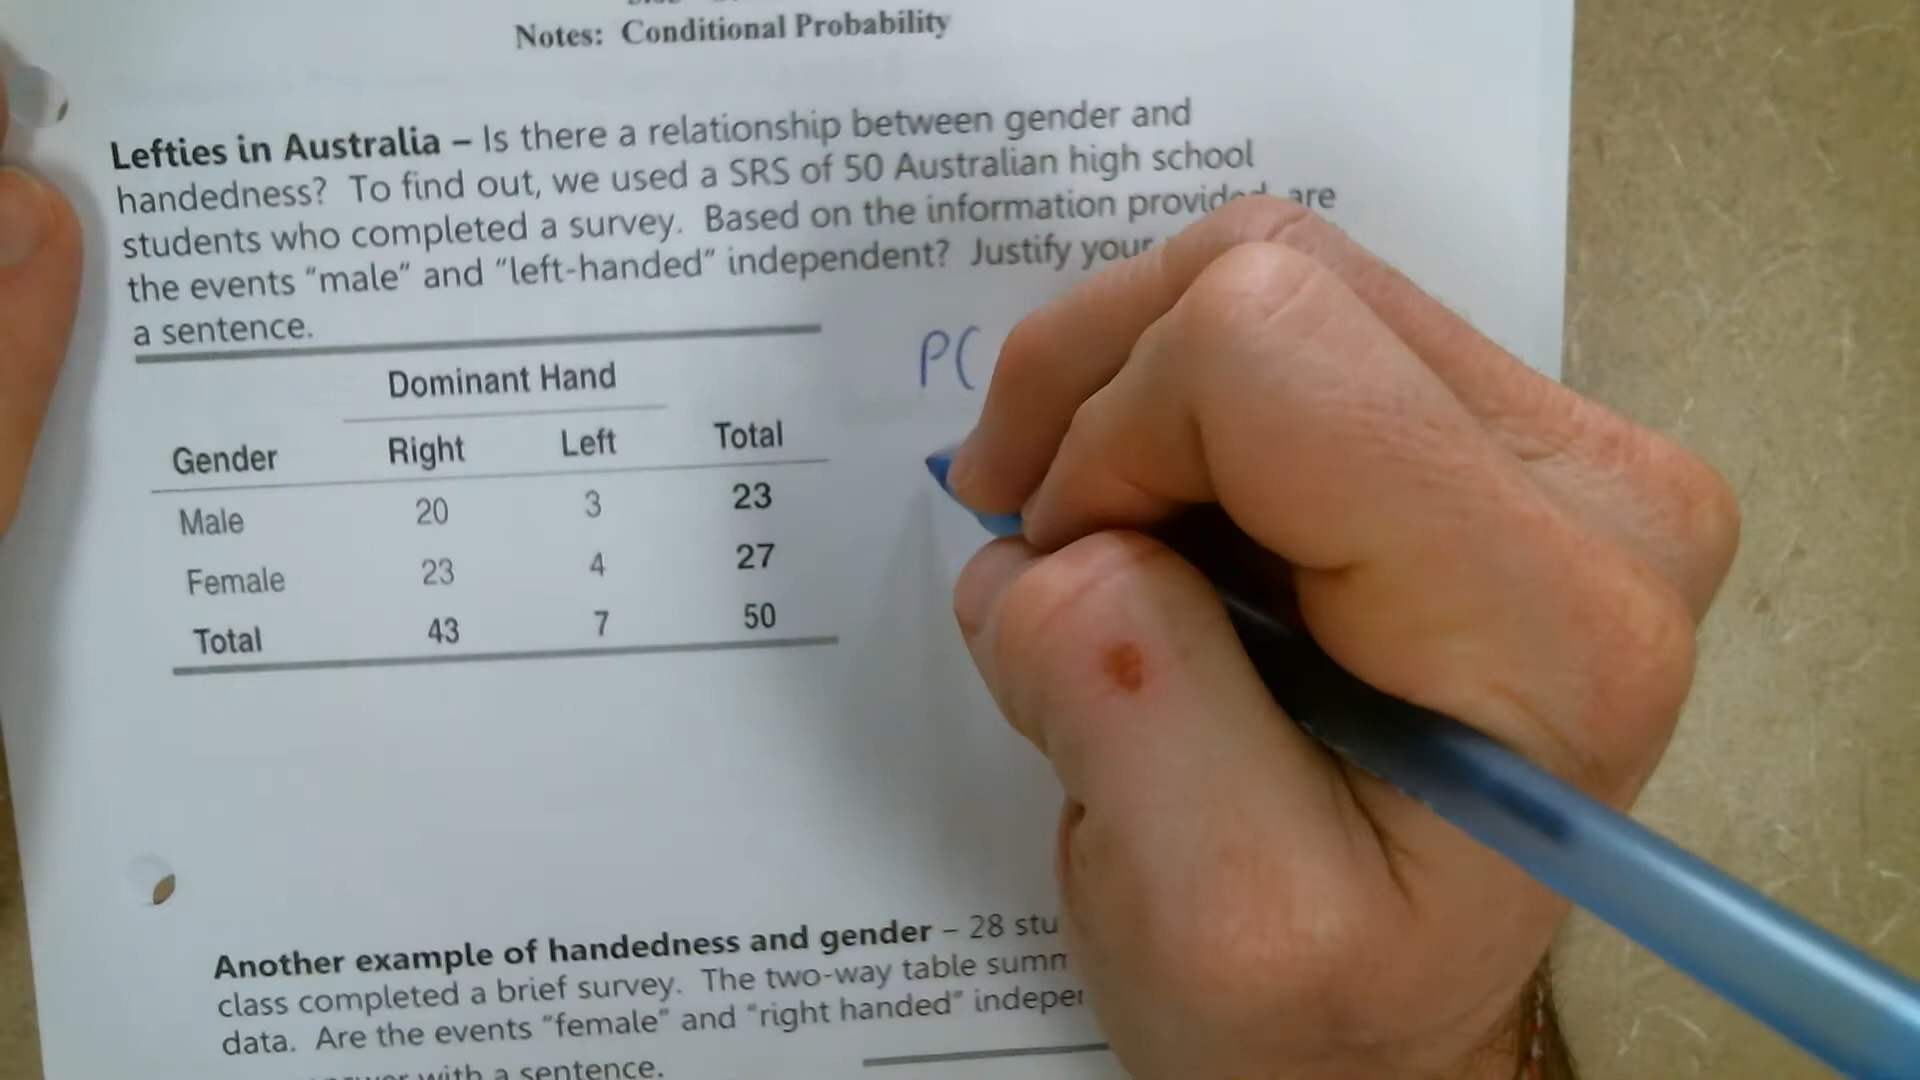 Notes: Conditional Probability
Lefties in Australia – Is there a relationship between gender and
handedness? To find out, we used a SRS of 50 Australian high school
students who completed a survey. Based on the information provided, are
the events "male" and "left-handed" independent? Justify your
a sentence.
P(
Dominant Hand
Gender Right Left Total
Male 20 3 23
Female 23 4 27
Total 43 7 50
Another example of handedness and gender – 28 stu
class completed a brief survey. The two-way table summ
data. Are the events "female" and "right handed" indepen
with a sentence.